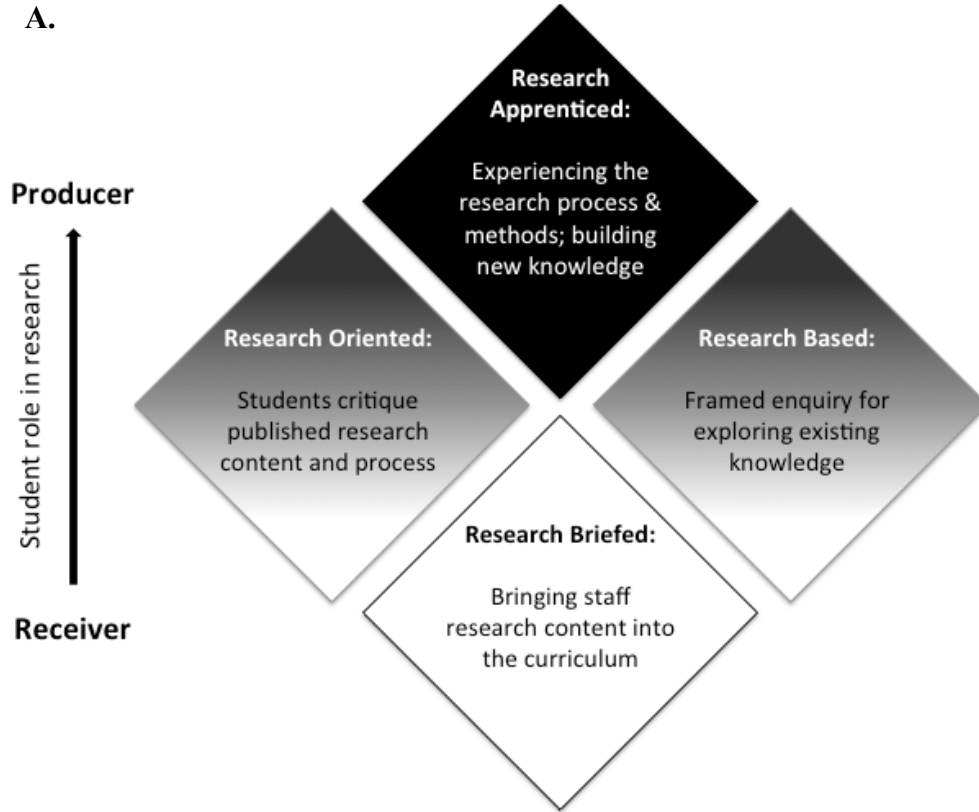 A.
Research
Apprenticed:
Experiencing the
research process &
methods; building
new knowledge
Producer
Student role in research
Receiver
Research Oriented:
Students critique
published research
content and process
Research Based:
Framed enquiry for
exploring existing
knowledge
Research Briefed:
Bringing staff
research content into
the curriculum